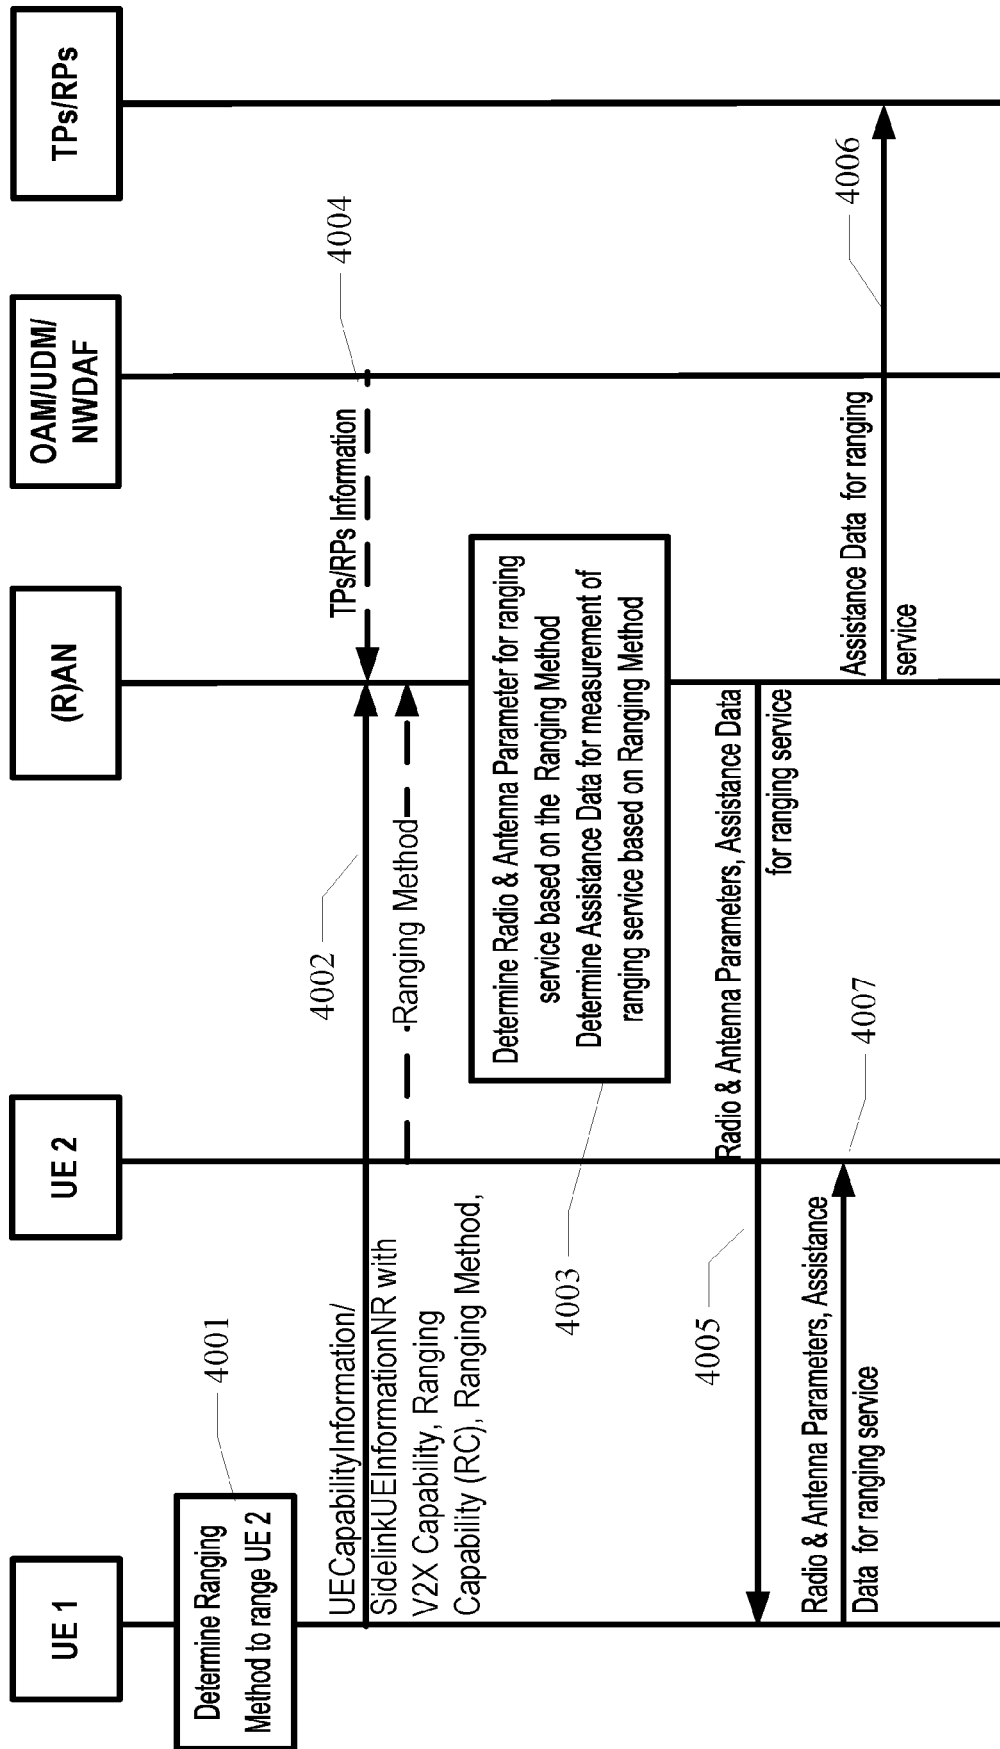 UE 1
UE 2
(R)AN
OAM/UDM/
NWDAF
TPs/RPs
Determine Ranging
Method to range UE 2
4001
UECapabilityInformation/
SidelinkUEInformationNR with
V2X Capability, Ranging
Capability (RC), Ranging Method,
4002
Ranging Method
TPs/RPs Information
4004
Determine Radio & Antenna Parameter for ranging
service based on the Ranging Method
Determine Assistance Data for measurement of
ranging service based on Ranging Method
4003
Radio & Antenna Parameters, Assistance Data
for ranging service
4005
Radio & Antenna Parameters, Assistance
Data for ranging service
4007
Assistance Data for ranging
service
4006